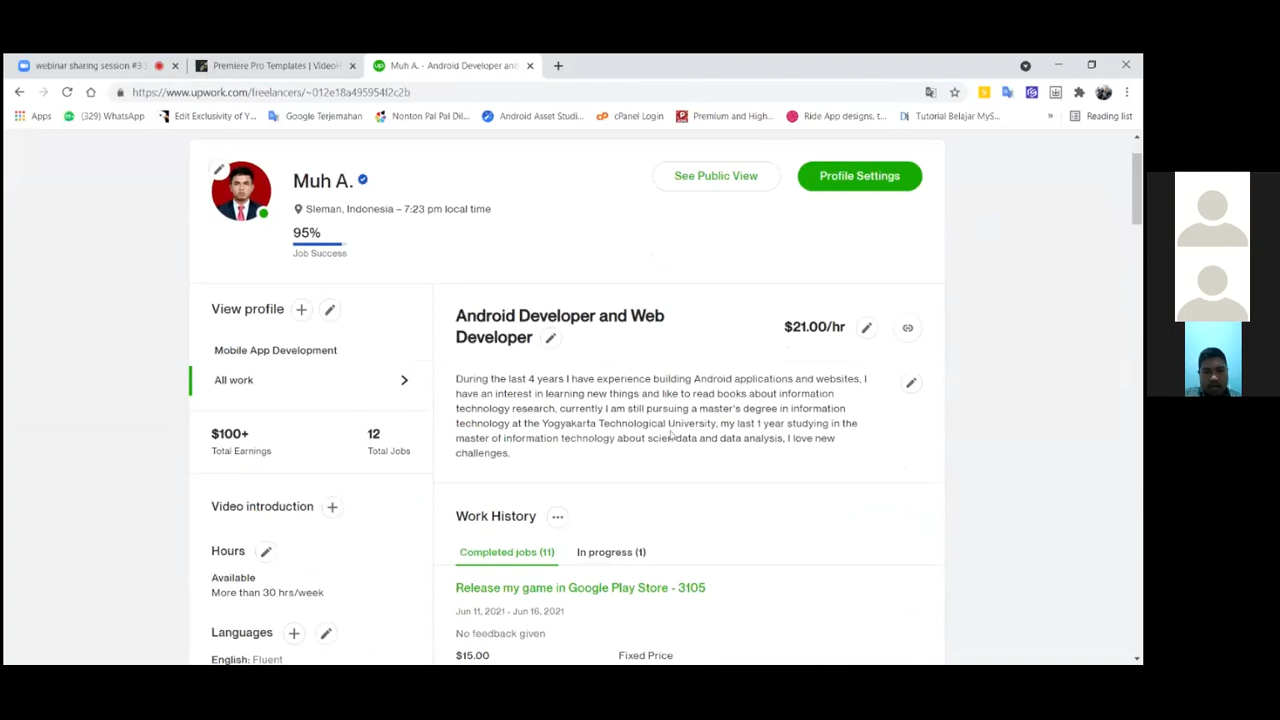 webinar sharing session #3
Premiere Pro Templates | VideoH
Muh A. - Android Developer and
https://www.upwork.com/freelancers/~012e18a495954f2c2b
Apps
(329) WhatsApp
Edit Exclusivity of Y...
Google Terjemahan
Nonton Pal Pal Dil...
Android Asset Studi...
cPanel Login
Premium and High...
Ride App designs, t...
Tutorial Belajar MyS...
»
Reading list
Muh A.
Sleman, Indonesia – 7:23 pm local time
95%
Job Success
See Public View
Profile Settings
View profile
Mobile App Development
All work
$100+
Total Earnings
12
Total Jobs
Video introduction
Hours
Available
More than 30 hrs/week
Languages
English: Fluent
Android Developer and Web
Developer
$21.00/hr
During the last 4 years I have experience building Android applications and websites, I
have an interest in learning new things and like to read books about information
technology research, currently I am still pursuing a master's degree in information
technology at the Yogyakarta Technological University, my last 1 year studying in the
master of information technology about scien data and data analysis, I love new
challenges.
Work History
Completed jobs (11)
In progress (1)
Release my game in Google Play Store - 3105
Jun 11, 2021 - Jun 16, 2021
No feedback given
$15.00
Fixed Price